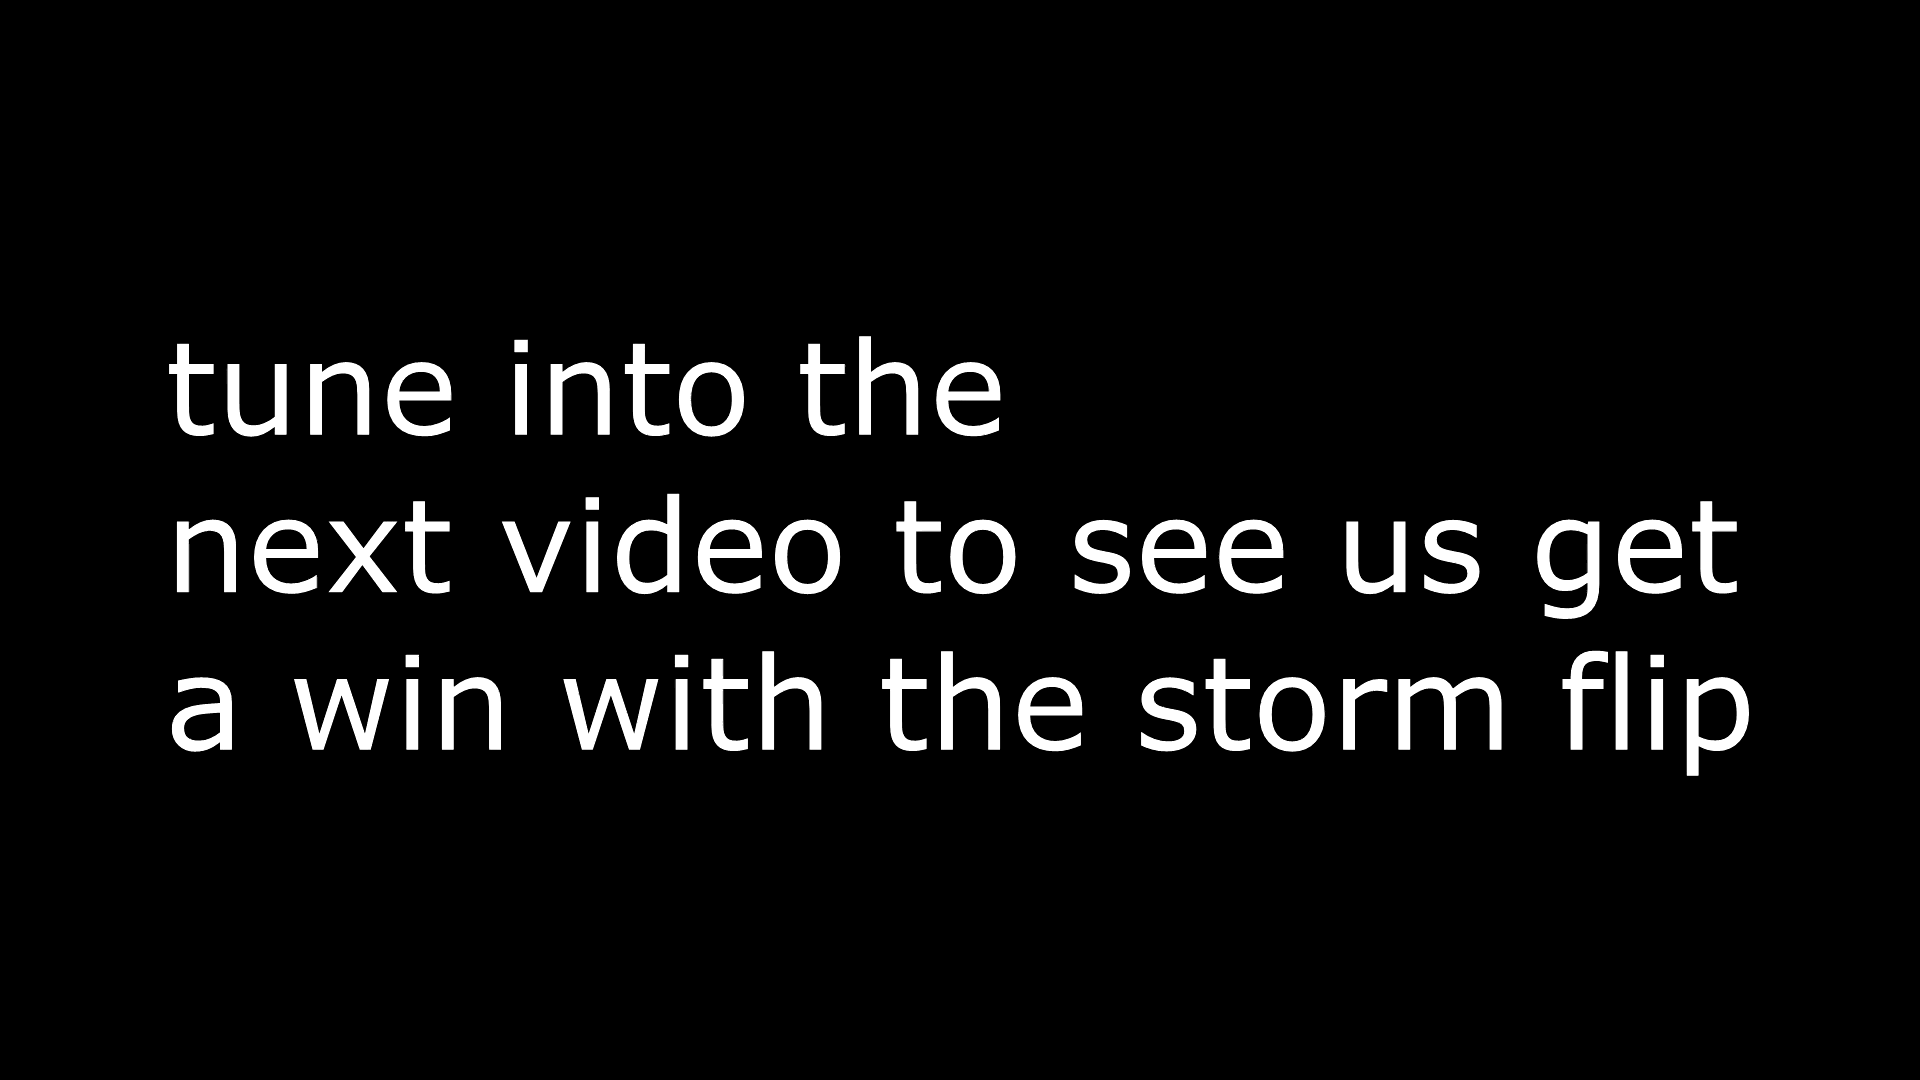 tune into the
next video to see us get
a win with the storm flip